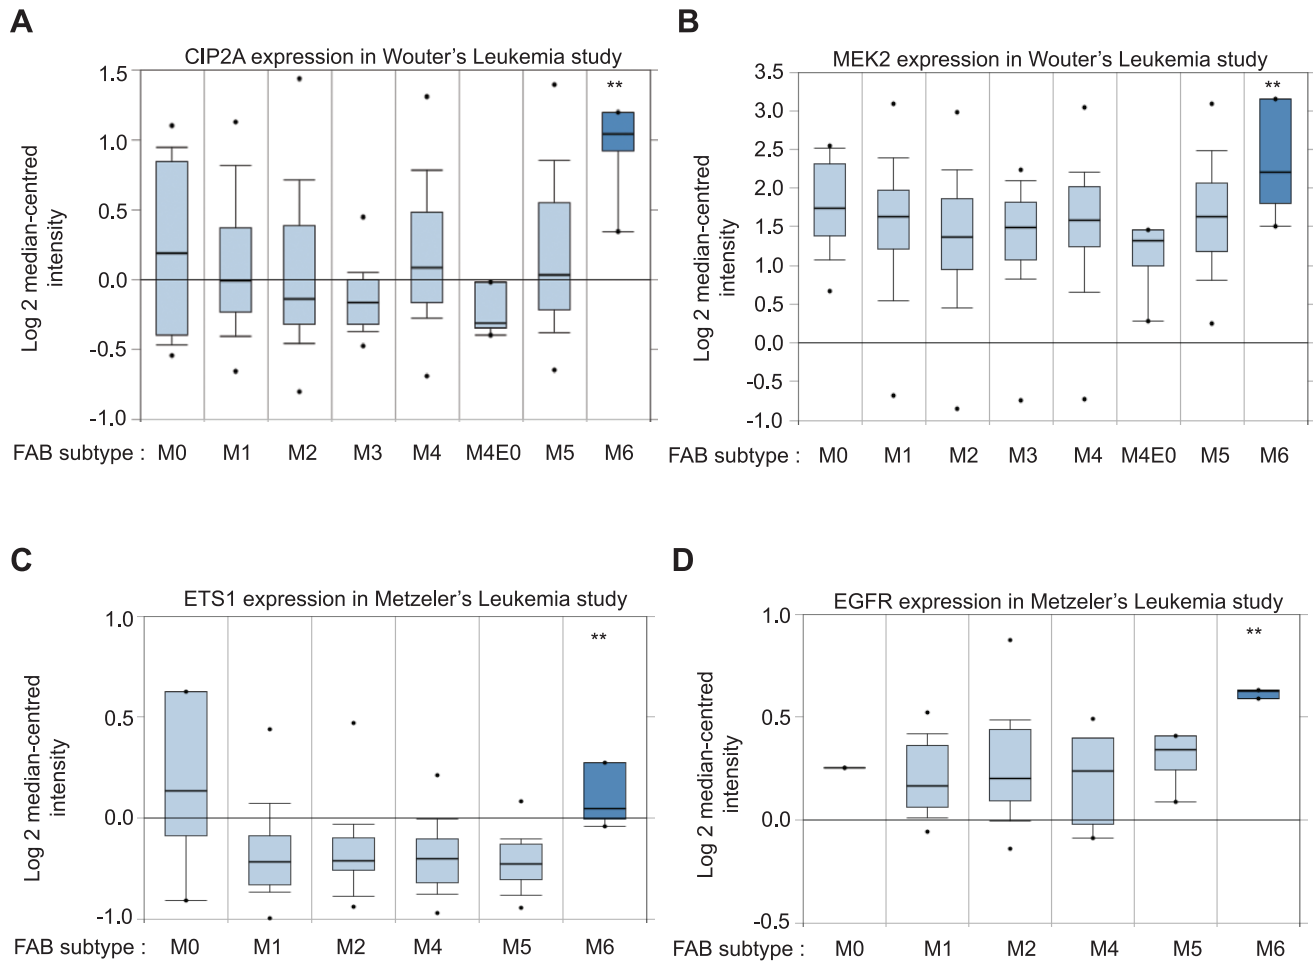 A
CIP2A expression in Wouter's Leukemia study
Log 2 median-centred
intensity
1.5
1.0
0.5
0.0
-0.5
-1.0
**
FAB subtype : M0 M1 M2 M3 M4 M4E0 M5 M6
B
MEK2 expression in Wouter's Leukemia study
Log 2 median-centred
intensity
3.5
3.0
2.5
2.0
1.5
1.0
0.5
0.0
-0.5
-1.0
**
FAB subtype : M0 M1 M2 M3 M4 M4E0 M5 M6
C
ETS1 expression in Metzeler's Leukemia study
Log 2 median-centred
intensity
1.0
0.5
0.0
-1.0
**
FAB subtype : M0 M1 M2 M4 M5 M6
D
EGFR expression in Metzeler's Leukemia study
Log 2 median-centred
intensity
1.0
0.5
0.0
-0.5
**
FAB subtype : M0 M1 M2 M4 M5 M6